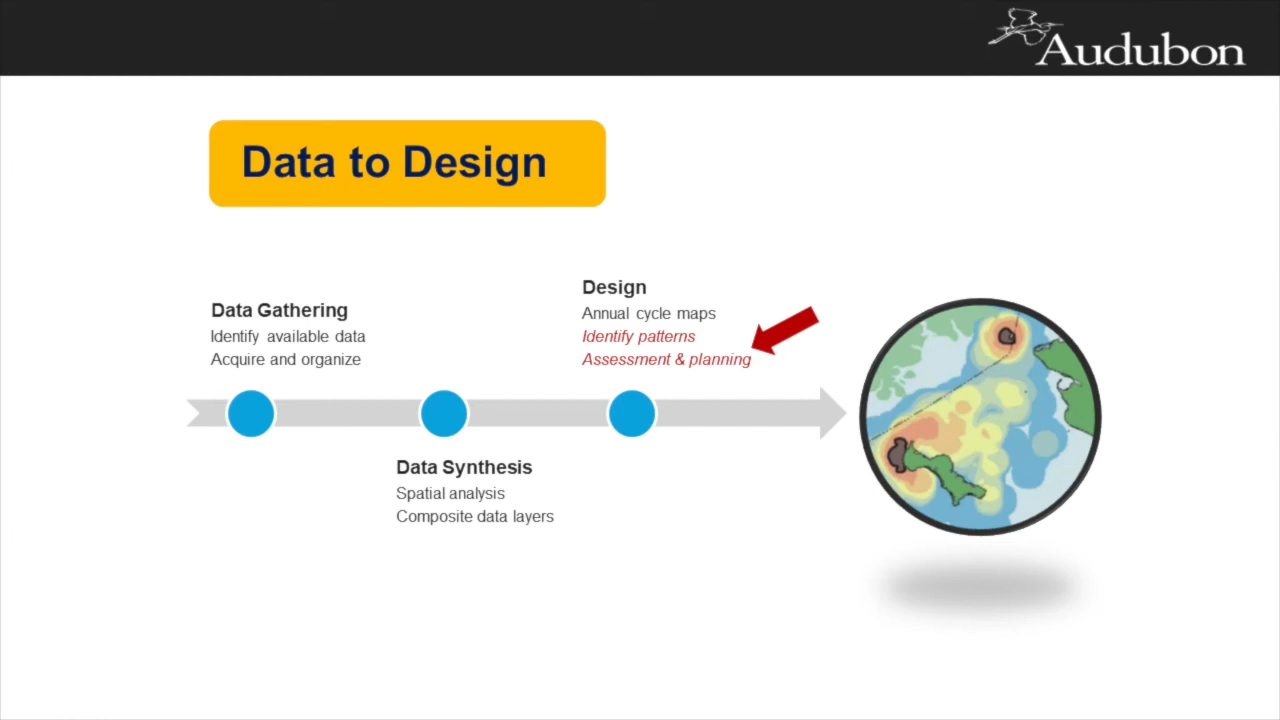 Audubon
Data to Design
Data Gathering
Identify available data
Acquire and organize
Data Synthesis
Spatial analysis
Composite data layers
Design
Annual cycle maps
Identify patterns
Assessment & planning